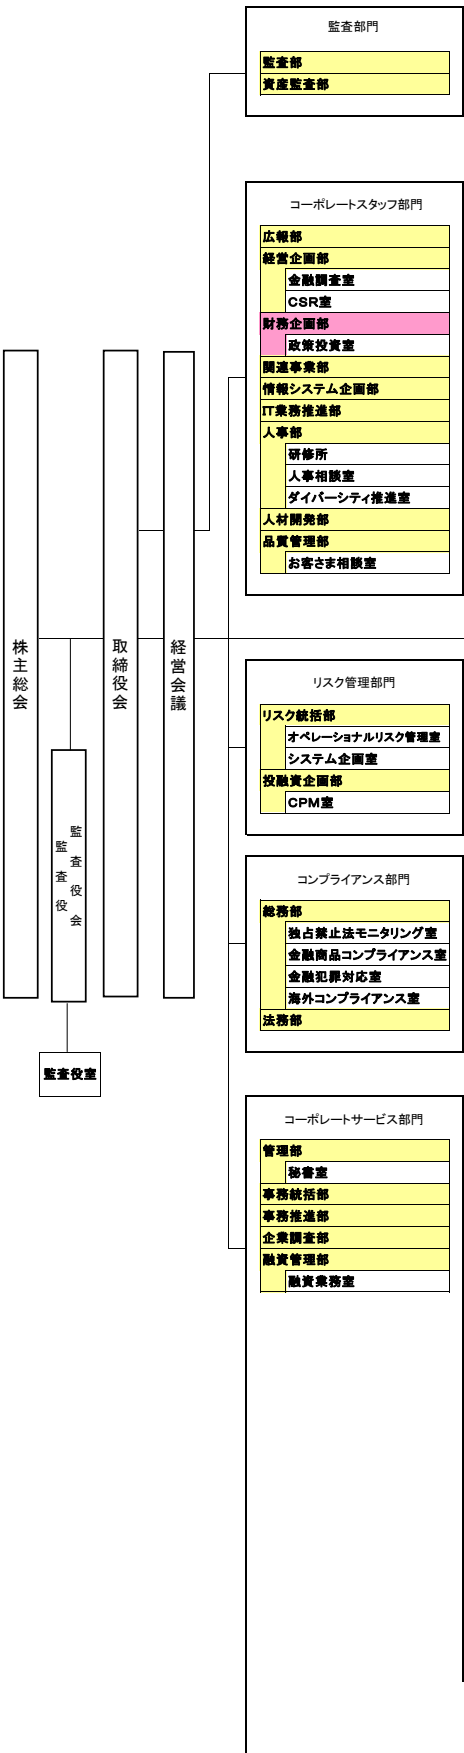 監査部門
監査部
資産監査部
コーポレートスタッフ部門
広報部
経営企画部
金融調査室
CSR室
財務企画部
政策投資室
関連事業部
情報システム企画部
IT業務推進部
人事部
研修所
人事相談室
ダイバーシティ推進室
人材開発部
品質管理部
お客さま相談室
株主総会
取締役会
経営会議
監査役会
監査役
監査役室
リスク管理部門
リスク統括部
オペレーショナルリスク管理室
システム企画室
投融資企画部
CPM室
コンプライアンス部門
総務部
独占禁止法モニタリング室
金融商品コンプライアンス室
金融犯罪対応室
海外コンプライアンス室
法務部
コーポレートサービス部門
管理部
秘書室
事務統括部
事務推進部
企業調査部
融資管理部
融資業務室